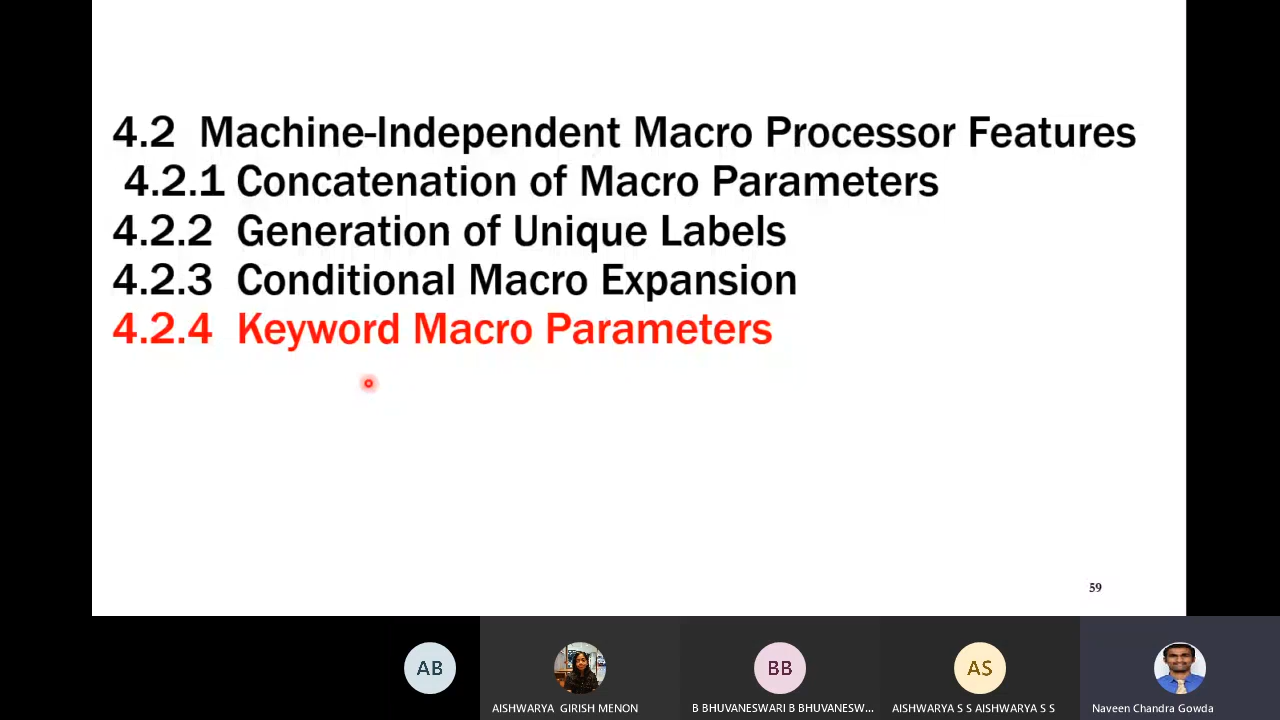 4.2 Machine-Independent Macro Processor Features
4.2.1 Concatenation of Macro Parameters
4.2.2 Generation of Unique Labels
4.2.3 Conditional Macro Expansion
4.2.4 Keyword Macro Parameters
59
AB
BB
AS
AISHWARYA GIRISH MENON
B BHUVANESWARI B BHUVANESW...
AISHWARYA S S AISHWARYA S S
Naveen Chandra Gowda